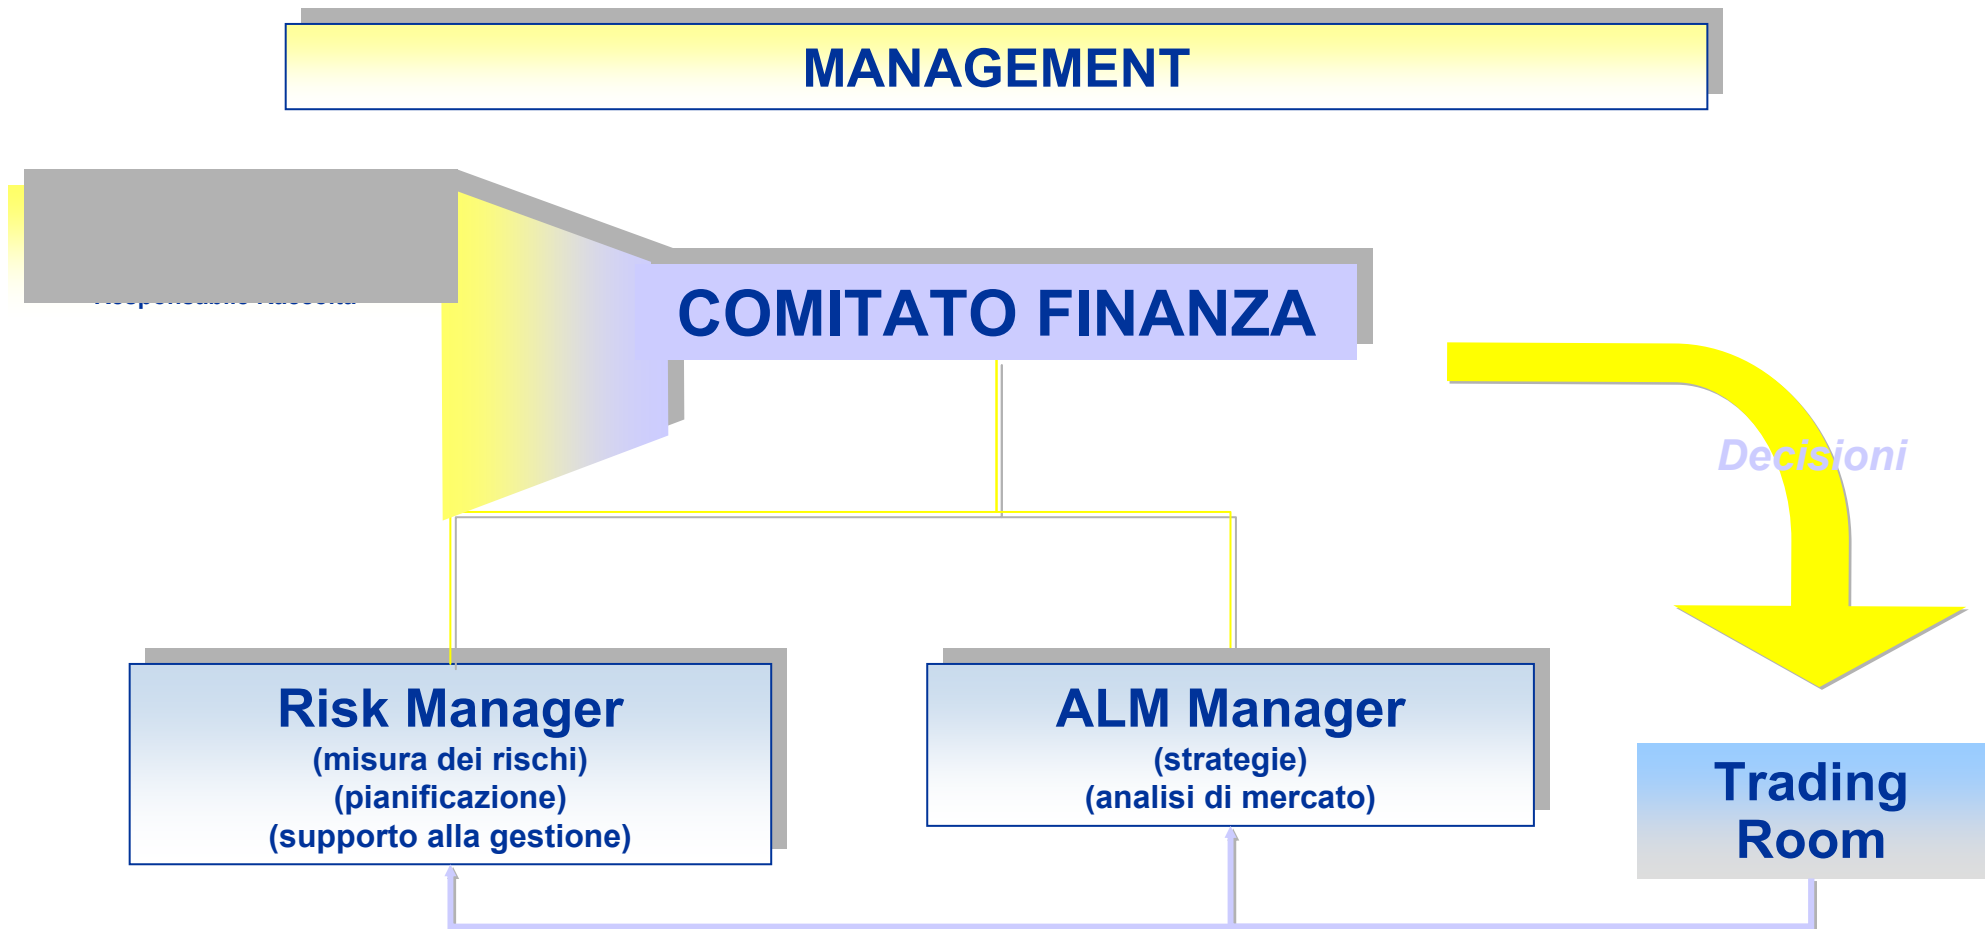 MANAGEMENT
COMITATO FINANZA
Decisioni
Risk Manager
(misura dei rischi)
(pianificazione)
(supporto alla gestione)
ALM Manager
(strategie)
(analisi di mercato)
Trading
Room